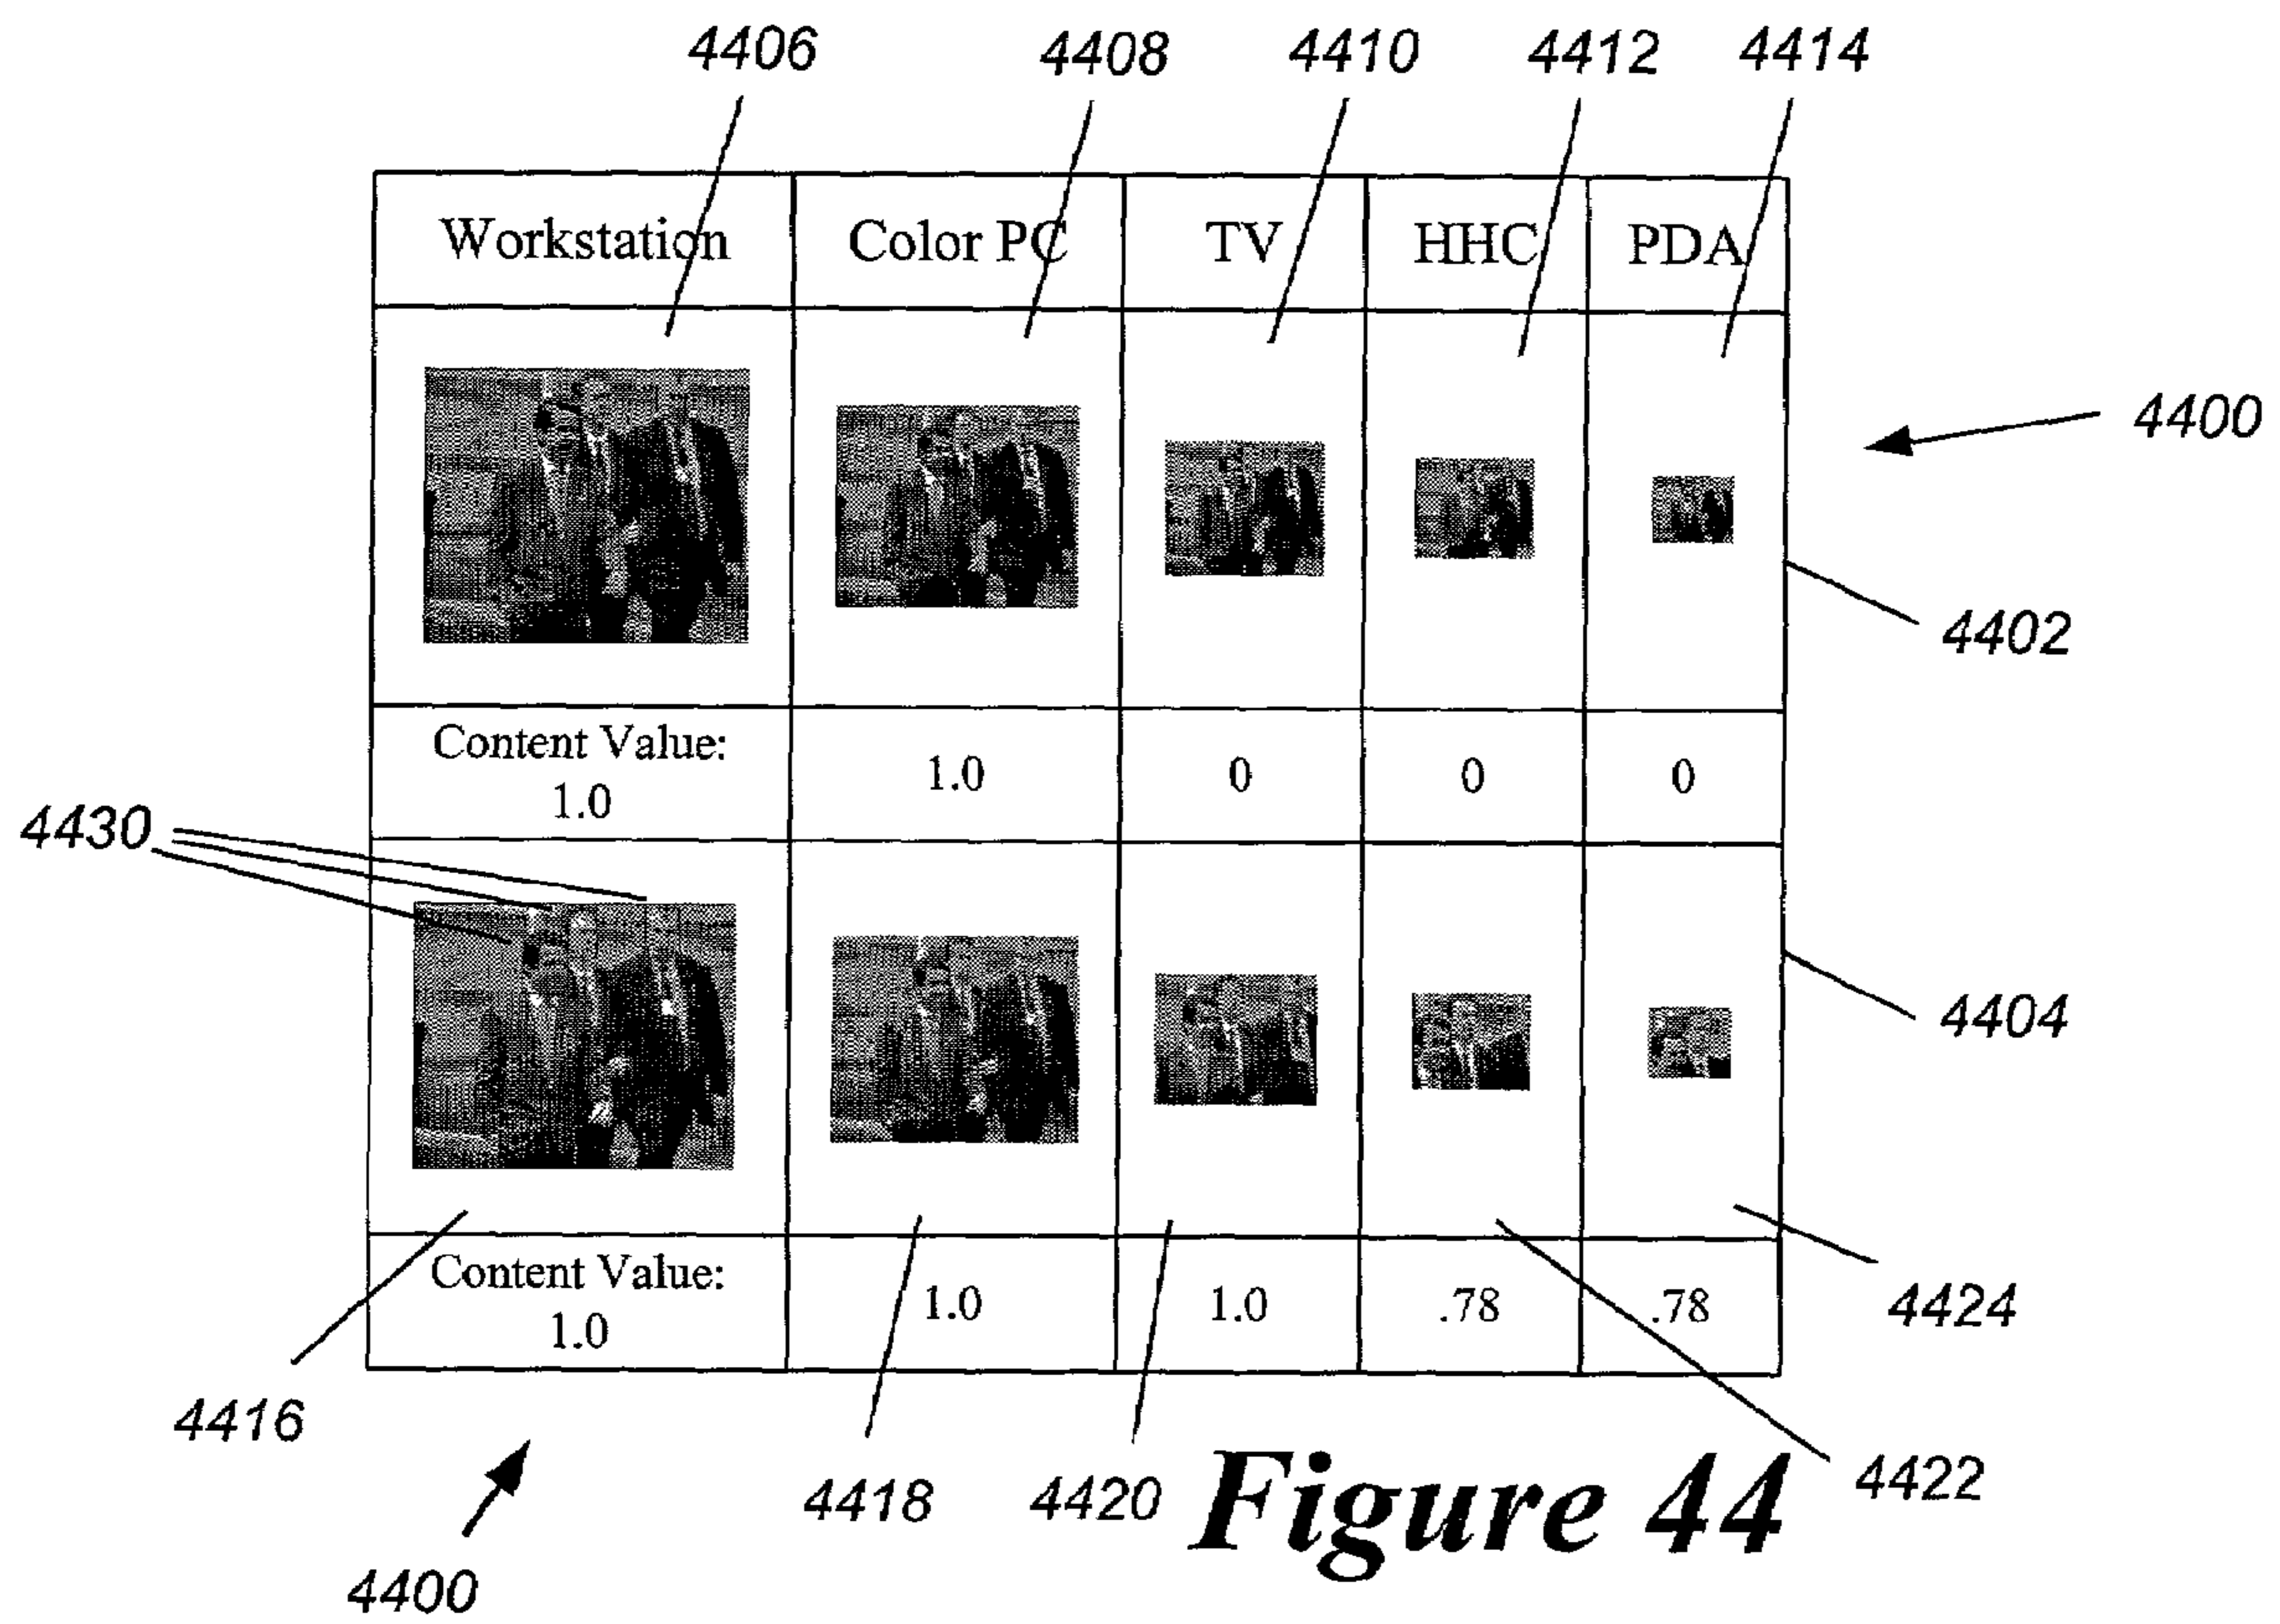 4406 4408 4410 4412 4414
Workstation Color PC TV HHC PDA
4400
4402
Content Value:
1.0 1.0 0 0 0
4430
4404
Content Value:
1.0 1.0 1.0 .78 .78
4424
4416
4418 4420 4422
Figure 44
4400